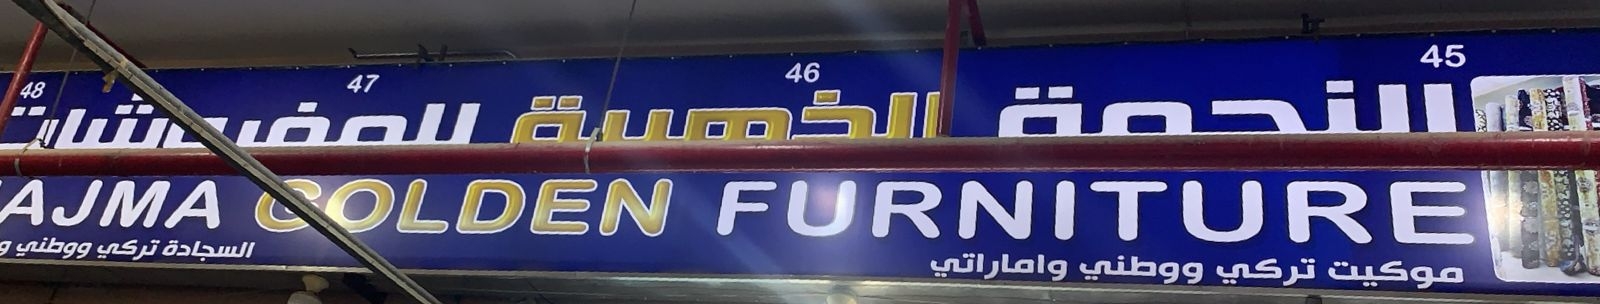 45 46 47 48
النجمة الذهبية للمفروشات
AJMA GOLDEN FURNITURE
موكيت تركي ووطني واماراتي
السجادة تركي ووطني و